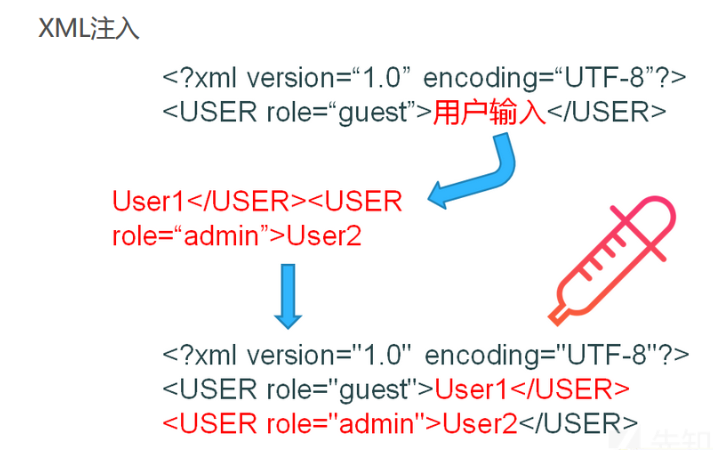 XML注入
<?xml version=“1.0” encoding=“UTF-8”?>
<USER role=“guest”>用户输入</USER>
User1</USER><USER
role=“admin”>User2
<?xml version="1.0" encoding="UTF-8"?>
<USER role="guest">User1</USER>
<USER role="admin">User2</USER>
先知